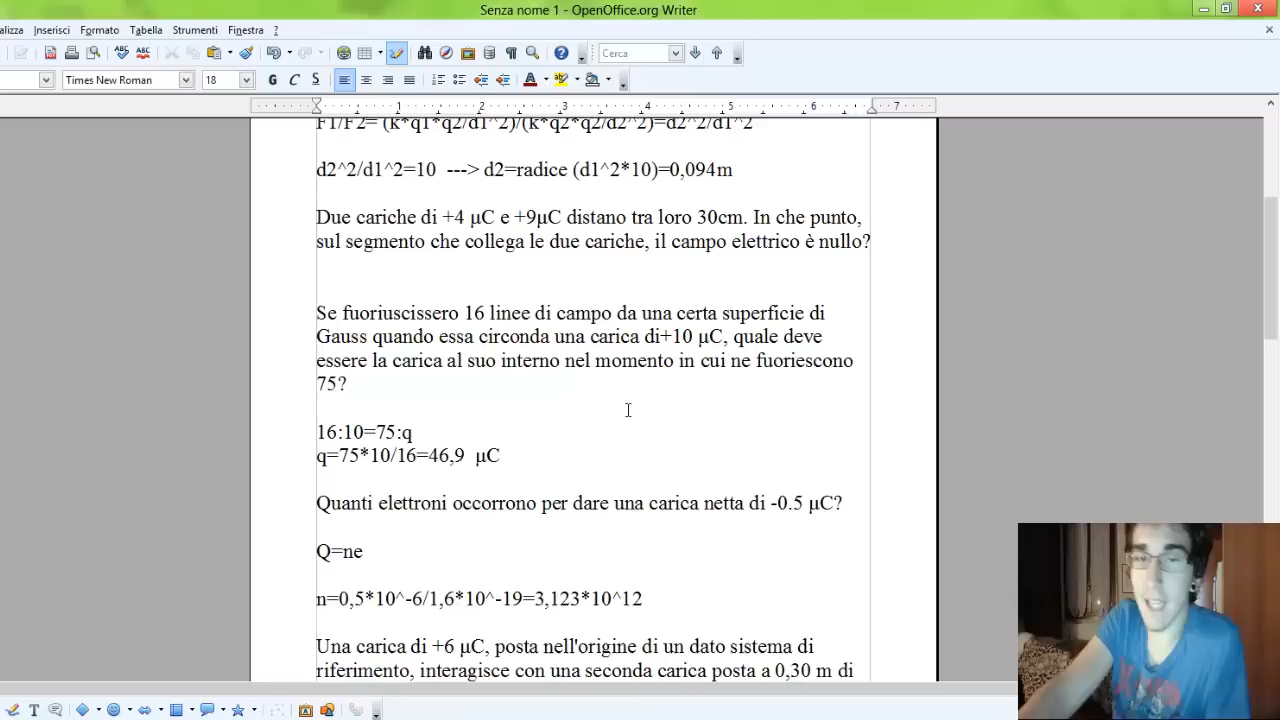 Senza nome 1 - OpenOffice.org Writer
alizza Inserisci Formato Tabella Strumenti Finestra ?
Cerca
Times New Roman 18 G C S
1 2 3 4 5 6 7
F1/F2= (k*q1*q2/d1^2)/(k*q2*q2/d2^2)=d2^2/d1^2
d2^2/d1^2=10 ---> d2=radice (d1^2*10)=0,094m
Due cariche di +4 μC e +9μC distano tra loro 30cm. In che punto,
sul segmento che collega le due cariche, il campo elettrico è nullo?
Se fuoriuscissero 16 linee di campo da una certa superficie di
Gauss quando essa circonda una carica di+10 μC, quale deve
essere la carica al suo interno nel momento in cui ne fuoriescono
75?
16:10=75:q
q=75*10/16=46,9 μC
Quanti elettroni occorrono per dare una carica netta di -0.5 μC?
Q=ne
n=0,5*10^-6/1,6*10^-19=3,123*10^12
Una carica di +6 μC, posta nell'origine di un dato sistema di
riferimento, interagisce con una seconda carica posta a 0,30 m di